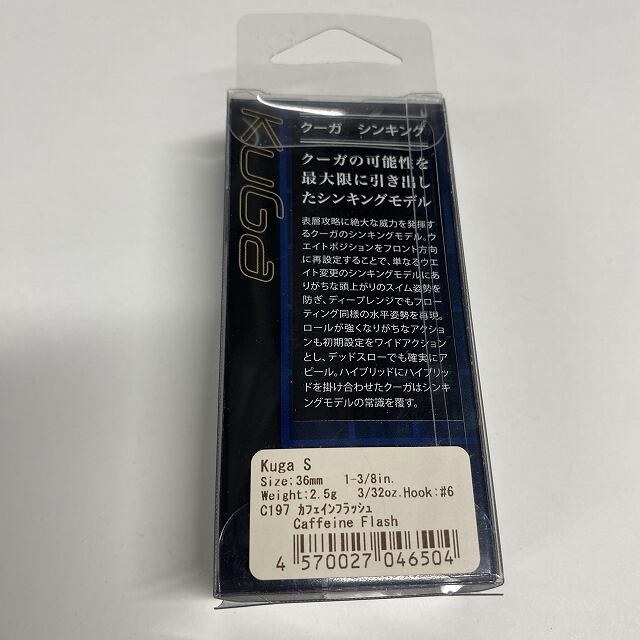 KUGa
クーガ シンキング
クーガの可能性を
最大限に引き出し
たシンキングモデル
表層攻略に絶大な威力を発揮す
るクーガのシンキングモデル。ウ
エイトポジションをフロント方向
に再設定することで、単なるウエ
イト変更のシンキングモデルにあ
りがちな頭上がりのスイム姿勢を
防ぎ、ディープレンジでもフロー
ティング同様の水平姿勢を再現。
ロールが強くなりがちなアクショ
ンも初期設定をワイドアクション
とし、デッドスローでも確実にア
ピール。ハイブリッドにハイブリッ
ドを掛け合わせたクーガはシンキ
ングモデルの常識を覆す。
Kuga S
Size:36mm 1-3/8in.
Weight:2.5g 3/32oz.Hook:#6
C197 カフェインフラッシュ
Caffeine Flash
4 570027 046504